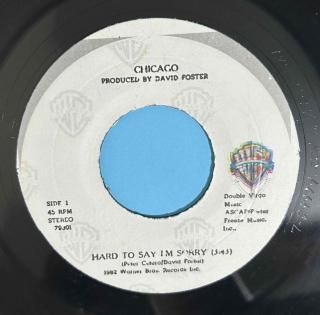 CHICAGO
PRODUCED BY DAVID FOSTER
SIDE 1
45 RPM
STEREO
Double Virgo
Music
ASCAP/F
Freeze Music,
Inc.,
HARD TO SAY I'M SORRY (3:43)
(Peter Cetera/David Foster)
1982 Warner Bros. Records Inc.